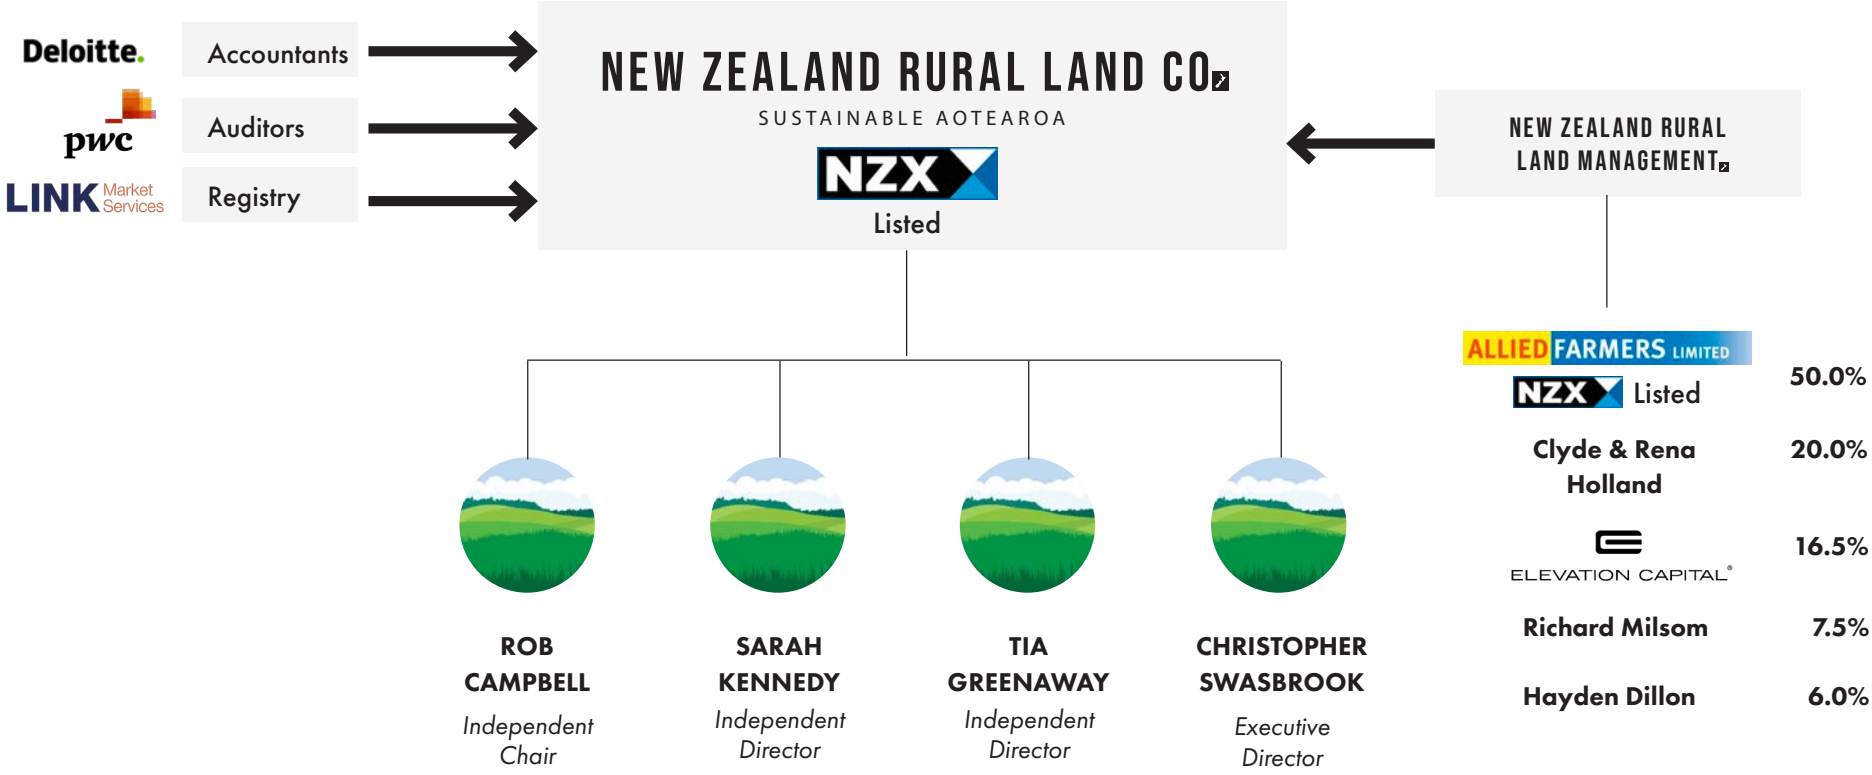 Deloitte.
Accountants
pwc
Auditors
LINK Market
Services
Registry
NEW ZEALAND RURAL LAND CO
SUSTAINABLE AOTEAROA
NZX
Listed
NEW ZEALAND RURAL
LAND MANAGEMENT
ALLIED FARMERS LIMITED
NZX Listed
50.0%
Clyde & Rena
Holland
20.0%
ELEVATION CAPITAL®
16.5%
Richard Milsom
7.5%
Hayden Dillon
6.0%
ROB
CAMPBELL
Independent
Chair
SARAH
KENNEDY
Independent
Director
TIA
GREENAWAY
Independent
Director
CHRISTOPHER
SWASBROOK
Executive
Director